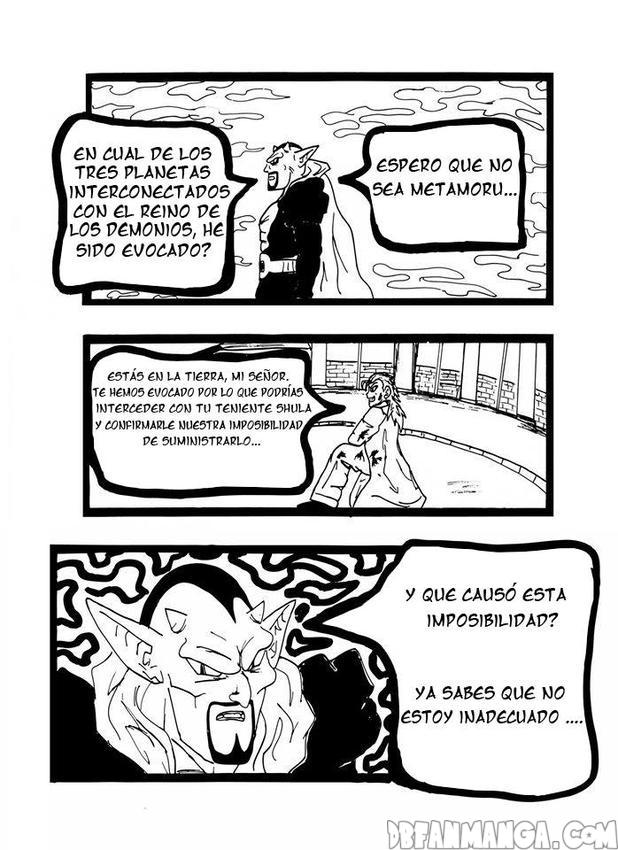 EN CUAL DE LOS
TRES PLANETAS
INTERCONECTADOS
CON EL REINO DE
LOS DEMONIOS, HE
SIDO EVOCADO?
ESPERO QUE NO
SEA METAMORU...
ESTÁS EN LA TIERRA, MI SEÑOR.
TE HEMOS EVOCADO POR LO QUE PODRÍAS
INTERCEDER CON TU TENIENTE SHULA
Y CONFIRMARLE NUESTRA IMPOSIBILIDAD
DE SUMINISTRARLO...
Y QUE CAUSÓ ESTA
IMPOSIBILIDAD?
YA SABES QUE NO
ESTOY INADECUADO ....
DBFANMANGA.COM